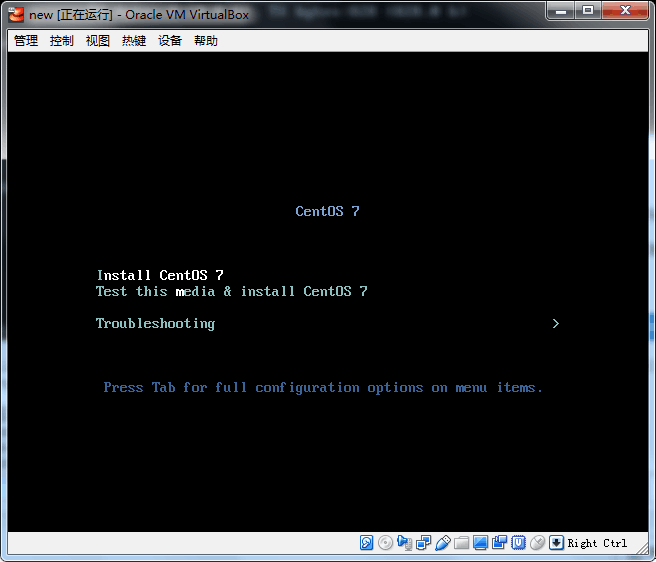 new [正在运行] - Oracle VM VirtualBox
管理 控制 视图 热键 设备 帮助
CentOS 7
Install CentOS 7
Test this media & install CentOS 7
Troubleshooting >
Press Tab for full configuration options on menu items.
Right Ctrl